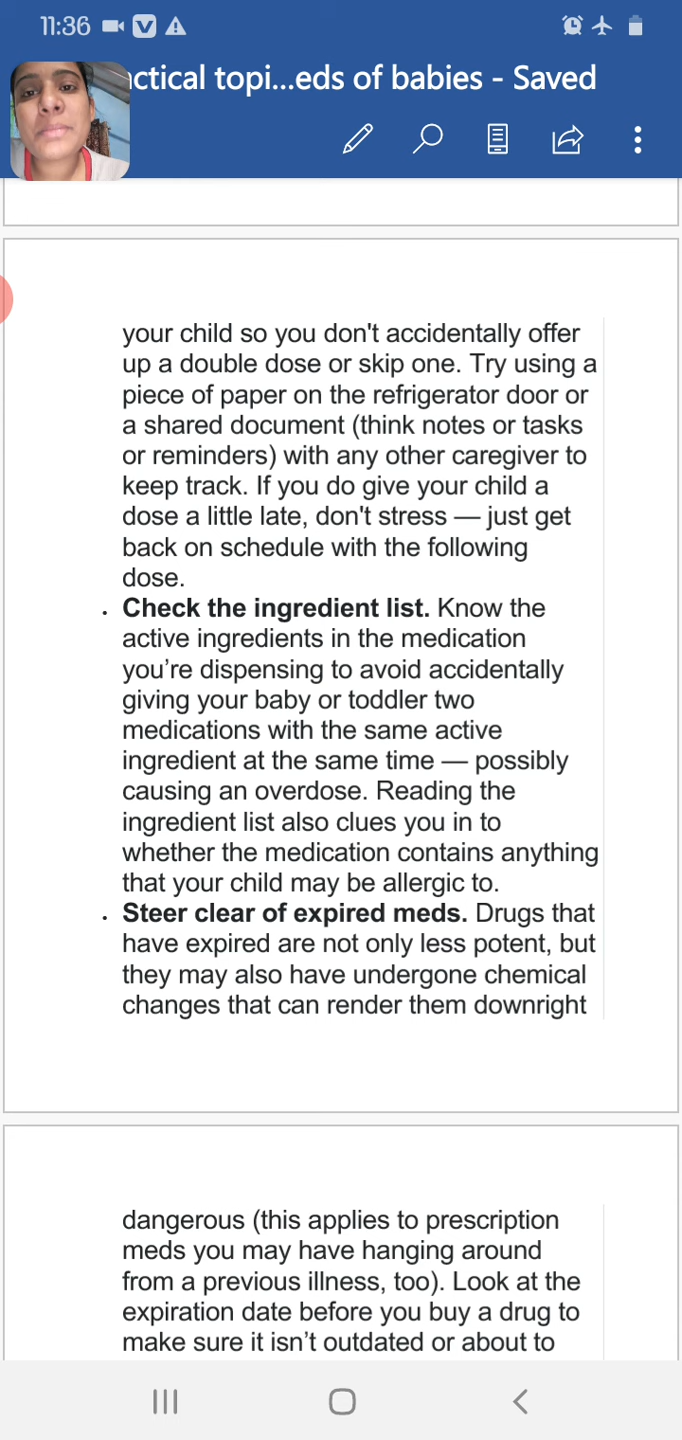 11:36
ctical topi...eds of babies - Saved
your child so you don't accidentally offer
up a double dose or skip one. Try using a
piece of paper on the refrigerator door or
a shared document (think notes or tasks
or reminders) with any other caregiver to
keep track. If you do give your child a
dose a little late, don't stress — just get
back on schedule with the following
dose.
• Check the ingredient list. Know the
active ingredients in the medication
you’re dispensing to avoid accidentally
giving your baby or toddler two
medications with the same active
ingredient at the same time — possibly
causing an overdose. Reading the
ingredient list also clues you in to
whether the medication contains anything
that your child may be allergic to.
• Steer clear of expired meds. Drugs that
have expired are not only less potent, but
they may also have undergone chemical
changes that can render them downright
dangerous (this applies to prescription
meds you may have hanging around
from a previous illness, too). Look at the
expiration date before you buy a drug to
make sure it isn’t outdated or about to